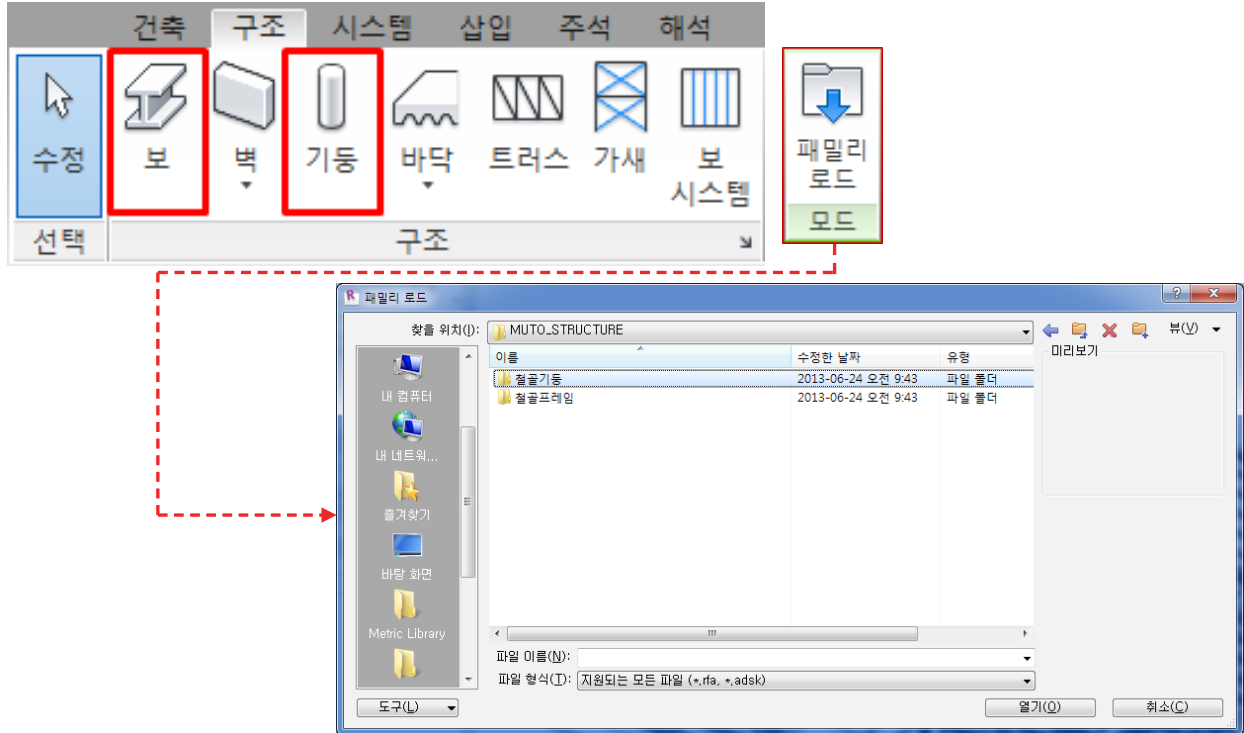 건축 구조 시스템 삽입 주석 해석
수정 보 벽 기둥 바닥 트러스 가새 보 시스템
선택 구조
패밀리
로드
모드
패밀리 로드
찾을 위치(I): MUTO_STRUCTURE 뷰(V)
이름 수정한 날짜 유형 미리보기
철골기둥 2013-06-24 오전 9:43 파일 폴더
철골프레임 2013-06-24 오전 9:43 파일 폴더
내 컴퓨터
내 네트워...
즐겨찾기
바탕 화면
Metric Library
파일 이름(N):
파일 형식(T): 지원되는 모든 파일 (*.rfa, *.adsk)
도구(L) 열기(O) 취소(C)